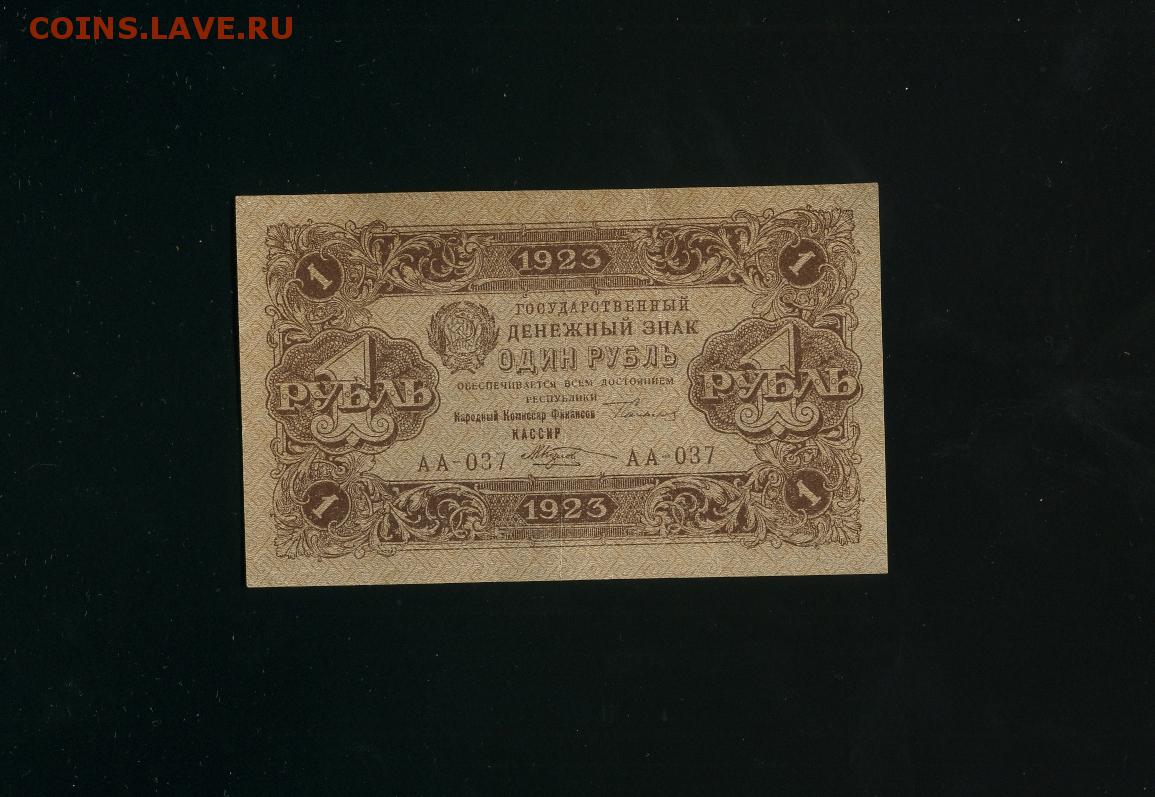 COINS.LAVE.RU
1923
1
1
ГОСУДАРСТВЕННЫЙ
ДЕНЕЖНЫЙ ЗНАК
ОДИН РУБЛЬ
1 РУБЛЬ
1 РУБЛЬ
ОБЕСПЕЧИВАЕТСЯ ВСЕМ ДОСТОЯНИЕМ
РЕСПУБЛИКИ
Народный Комиссар Финансов
КАССИР
АА-037 АА-037
1
1
1923